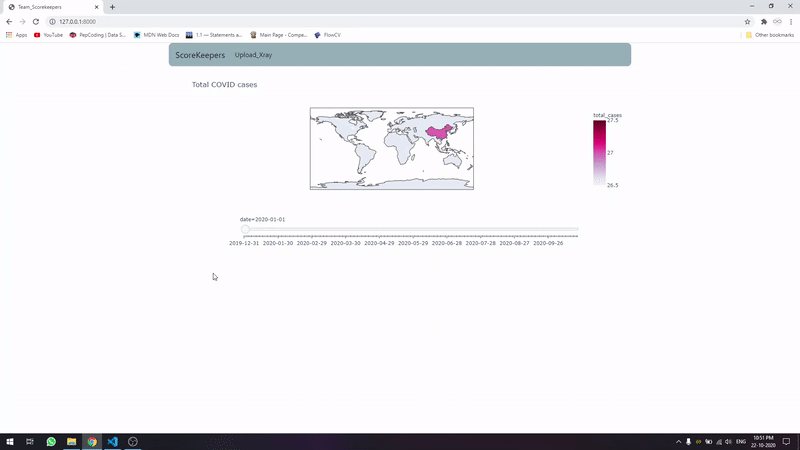 Team_Scorekeepers
127.0.0.1:8000
Apps YouTube PepCoding | Data S... MDN Web Docs 1.1 — Statements a... Main Page - Compe... FlowCV Other bookmarks
ScoreKeepers Upload_Xray
Total COVID cases
total_cases
27.5
27
26.5
date=2020-01-01
2019-12-31 2020-01-30 2020-02-29 2020-03-30 2020-04-29 2020-05-29 2020-06-28 2020-07-28 2020-08-27 2020-09-26
ENG
10:51 PM
22-10-2020